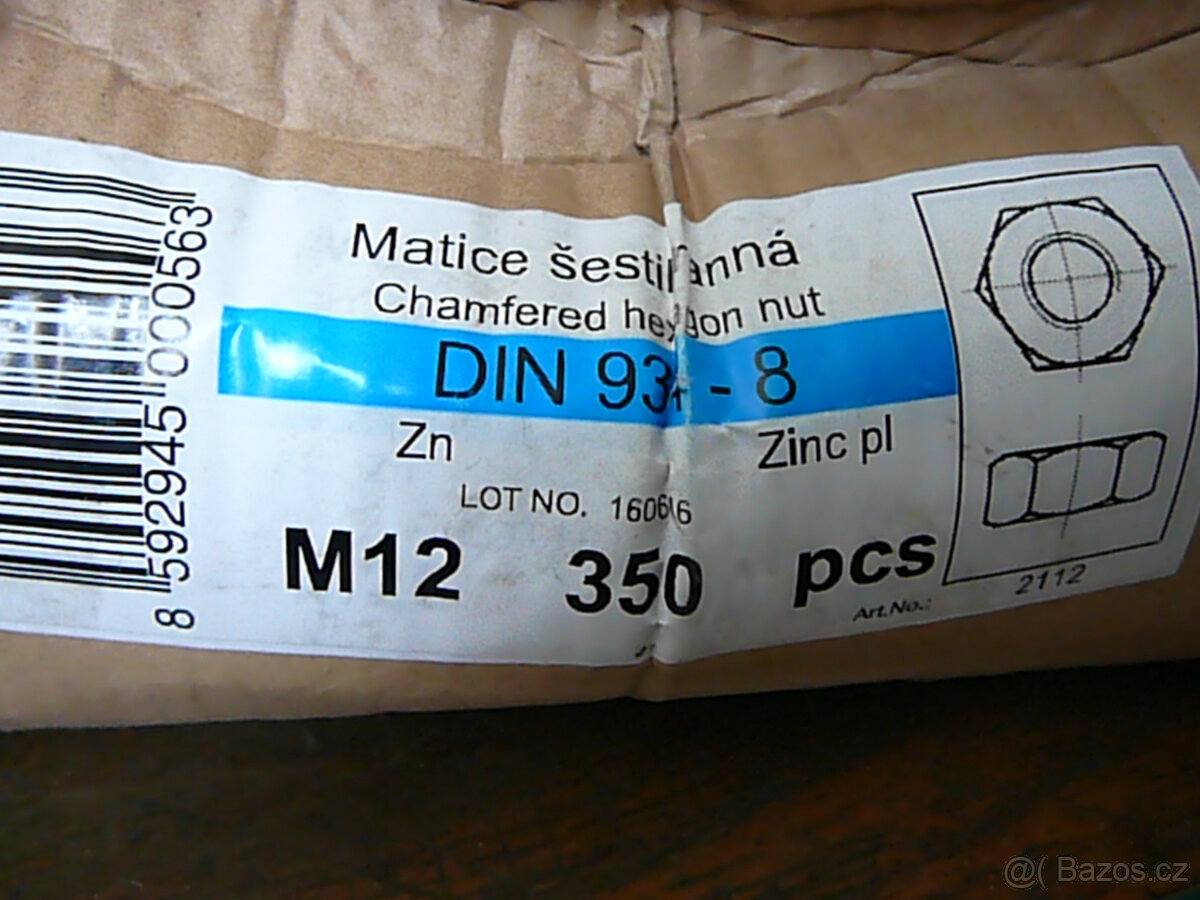 Matice šestihranná
Chamfered hexagon nut
DIN 934 - 8
Zn Zinc pl
LOT NO.
M12 350 pcs
Art.No.: 2112
8 592945 000563
@( Bazos.cz